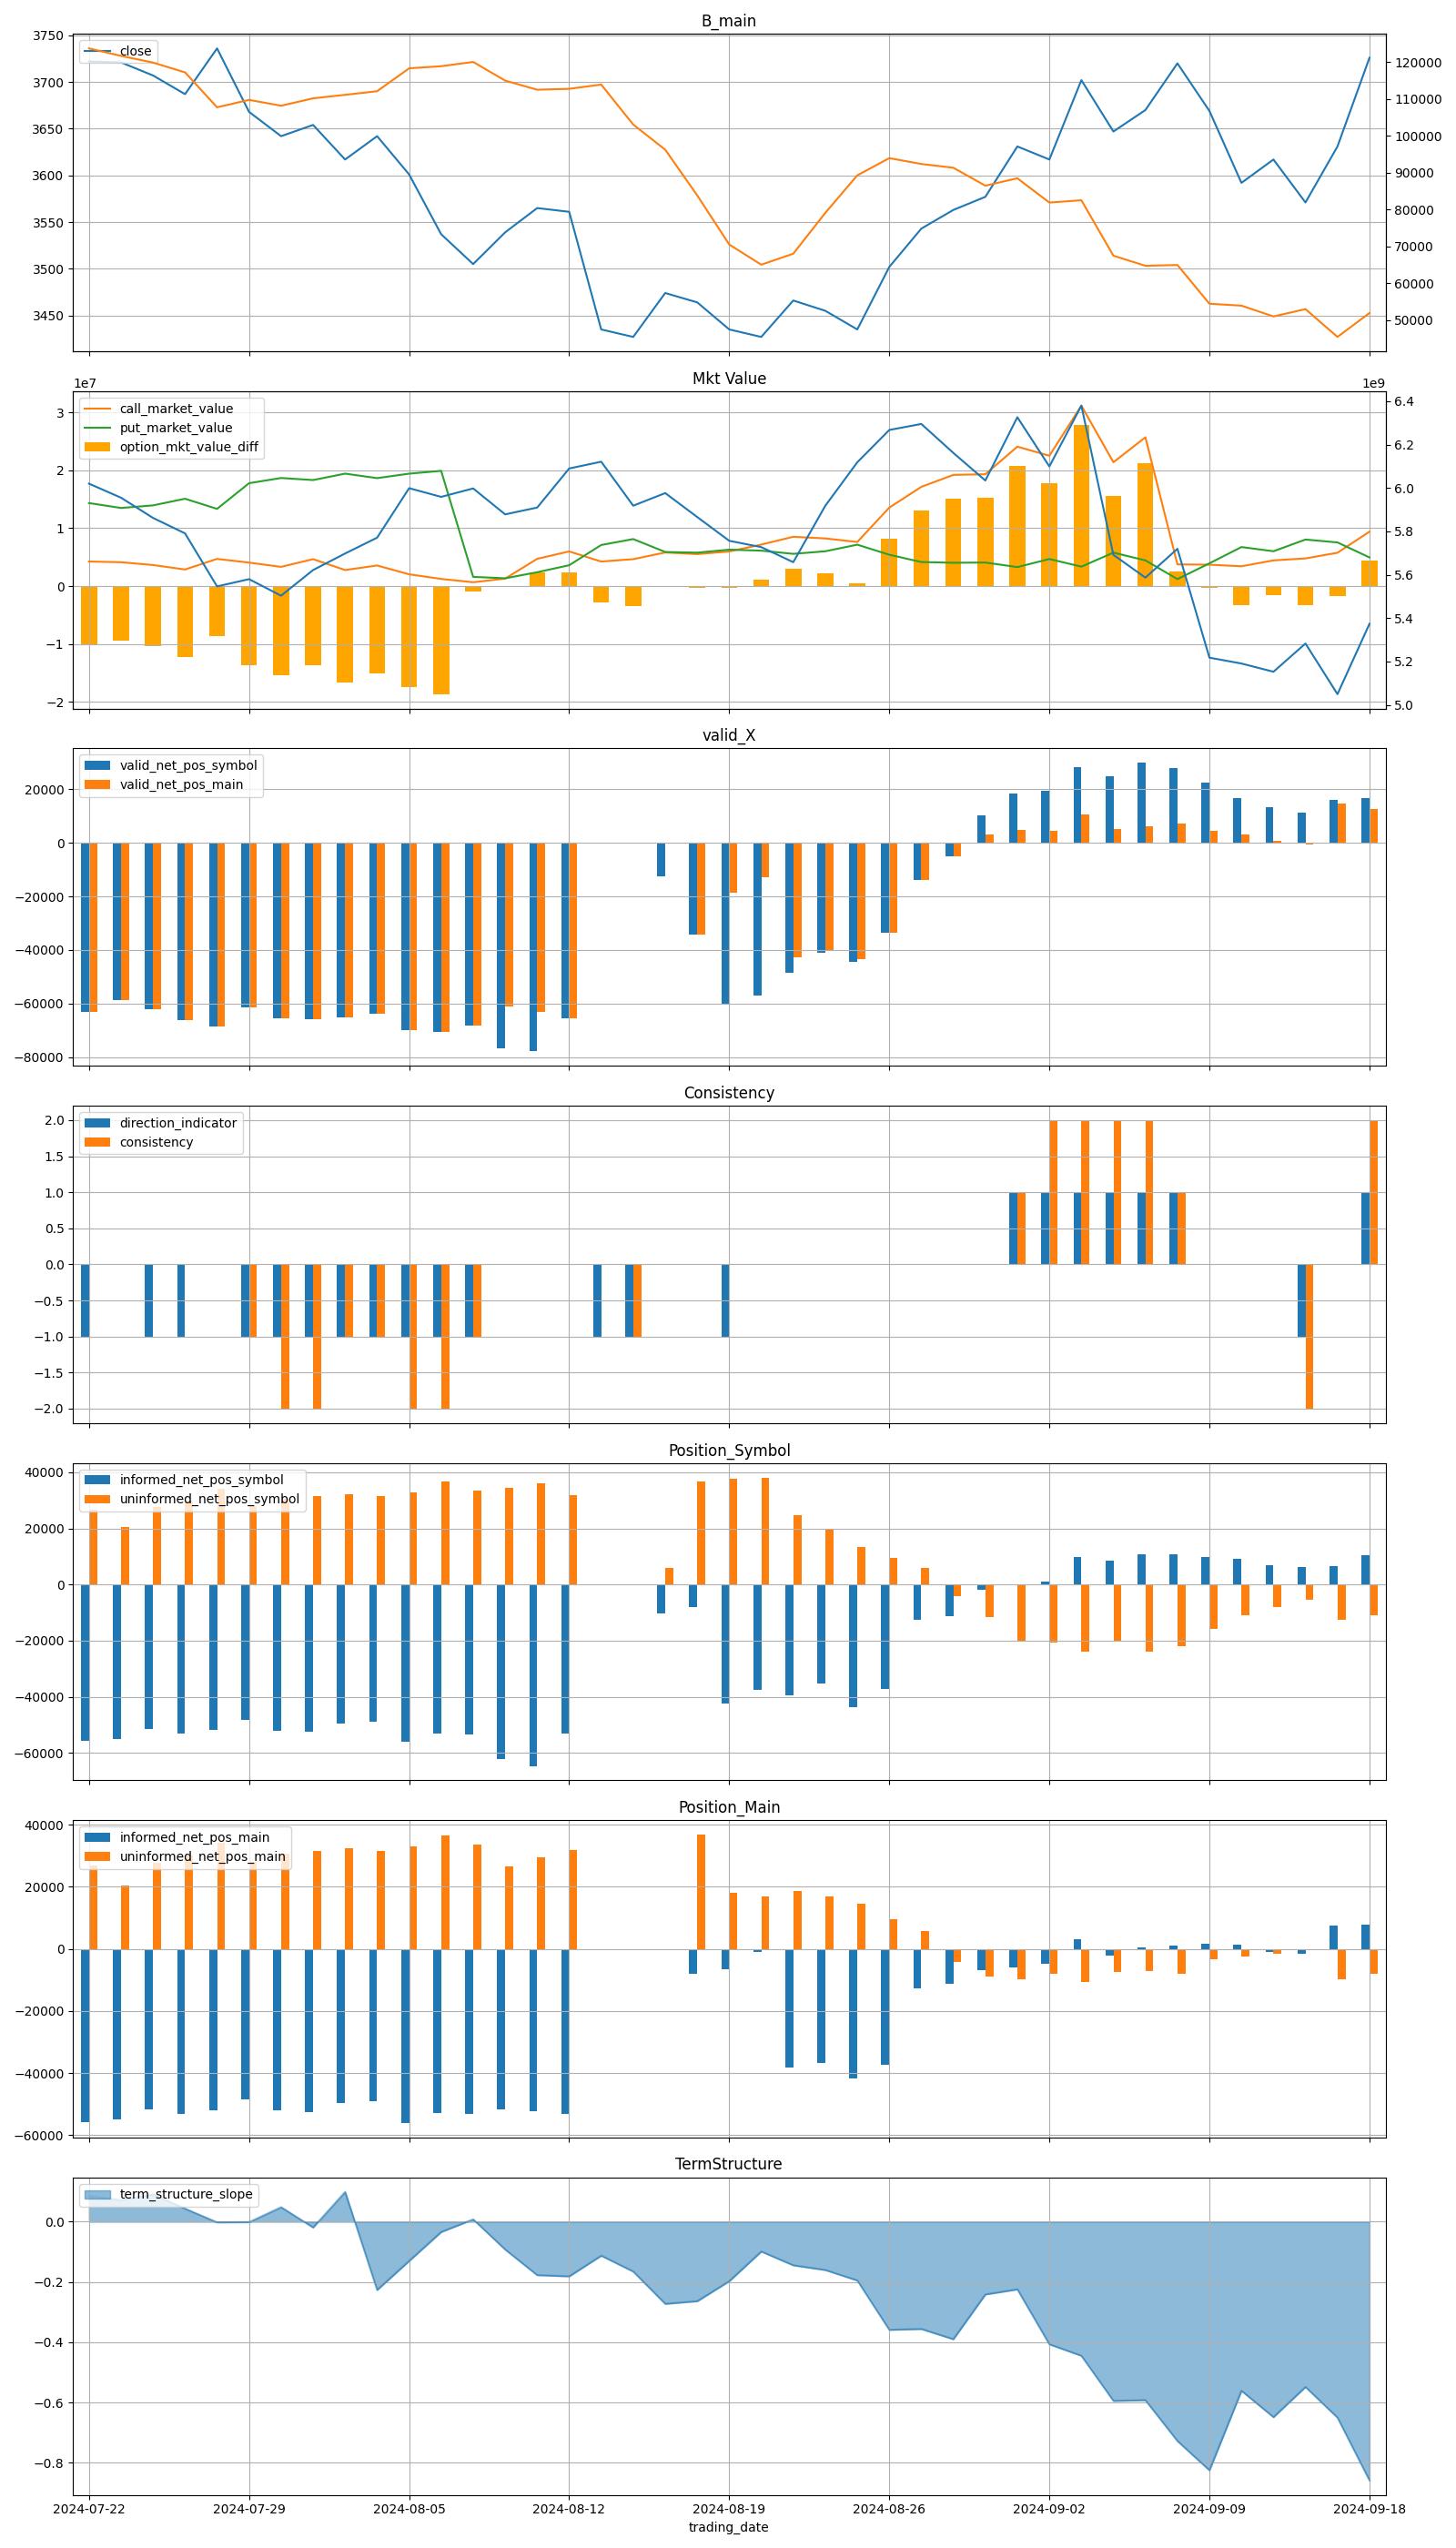 B_main
close
3750
3700
3650
3600
3550
3500
3450
120000
110000
100000
90000
80000
70000
60000
50000
Mkt Value
1e7
1e9
call_market_value
put_market_value
option_mkt_value_diff
3
2
1
0
−1
−2
6.4
6.2
6.0
5.8
5.6
5.4
5.2
5.0
valid_X
valid_net_pos_symbol
valid_net_pos_main
20000
0
−20000
−40000
−60000
−80000
Consistency
direction_indicator
consistency
2.0
1.5
1.0
0.5
0.0
−0.5
−1.0
−1.5
−2.0
Position_Symbol
informed_net_pos_symbol
uninformed_net_pos_symbol
40000
20000
0
−20000
−40000
−60000
Position_Main
informed_net_pos_main
uninformed_net_pos_main
40000
20000
0
−20000
−40000
−60000
TermStructure
term_structure_slope
0.0
−0.2
−0.4
−0.6
−0.8
2024-07-22 2024-07-29 2024-08-05 2024-08-12 2024-08-19 2024-08-26 2024-09-02 2024-09-09 2024-09-18
trading_date